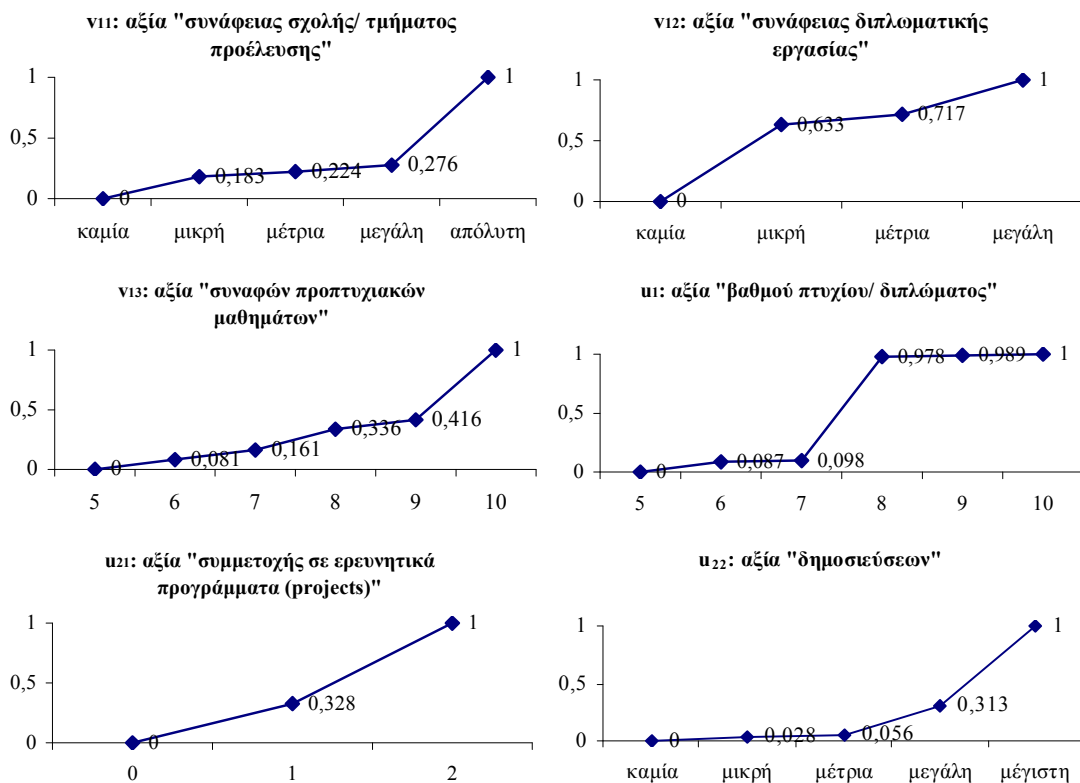 v11: αξία "συνάφειας σχολής/ τμήματος
προέλευσης"
1
0,5
0
0
0,183
0,224
0,276
1
καμία μικρή μέτρια μεγάλη απόλυτη
v12: αξία "συνάφειας διπλωματικής
εργασίας"
1
0,5
0
0
0,633
0,717
1
καμία μικρή μέτρια μεγάλη
v13: αξία "συναφών προπτυχιακών
μαθημάτων"
1
0,5
0
0
0,081
0,161
0,336
0,416
1
5 6 7 8 9 10
u1: αξία "βαθμού πτυχίου/ διπλώματος"
1
0,5
0
0
0,087
0,098
0,978
0,989
1
5 6 7 8 9 10
u21: αξία "συμμετοχής σε ερευνητικά
προγράμματα (projects)"
1
0,5
0
0
0,328
1
0 1 2
u22: αξία "δημοσιεύσεων"
1
0,5
0
0
0,028
0,056
0,313
1
καμία μικρή μέτρια μεγάλη μέγιστη